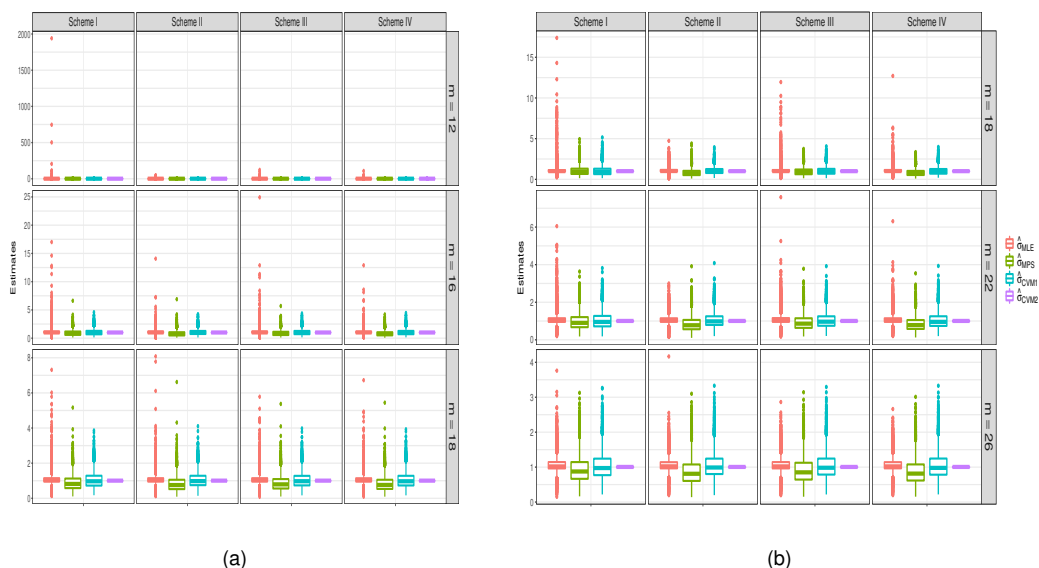 Scheme I
Scheme II
Scheme III
Scheme IV
2000
1500
1000
500
0
m = 12
25
20
15
10
5
0
m = 16
8
6
4
2
0
m = 18
Estimates
(a)
Scheme I
Scheme II
Scheme III
Scheme IV
15
10
5
0
m = 18
6
4
2
0
m = 22
4
3
2
1
0
m = 26
Estimates
σ̂MLE
σ̂MPS
σ̂CVM1
σ̂CVM2
(b)